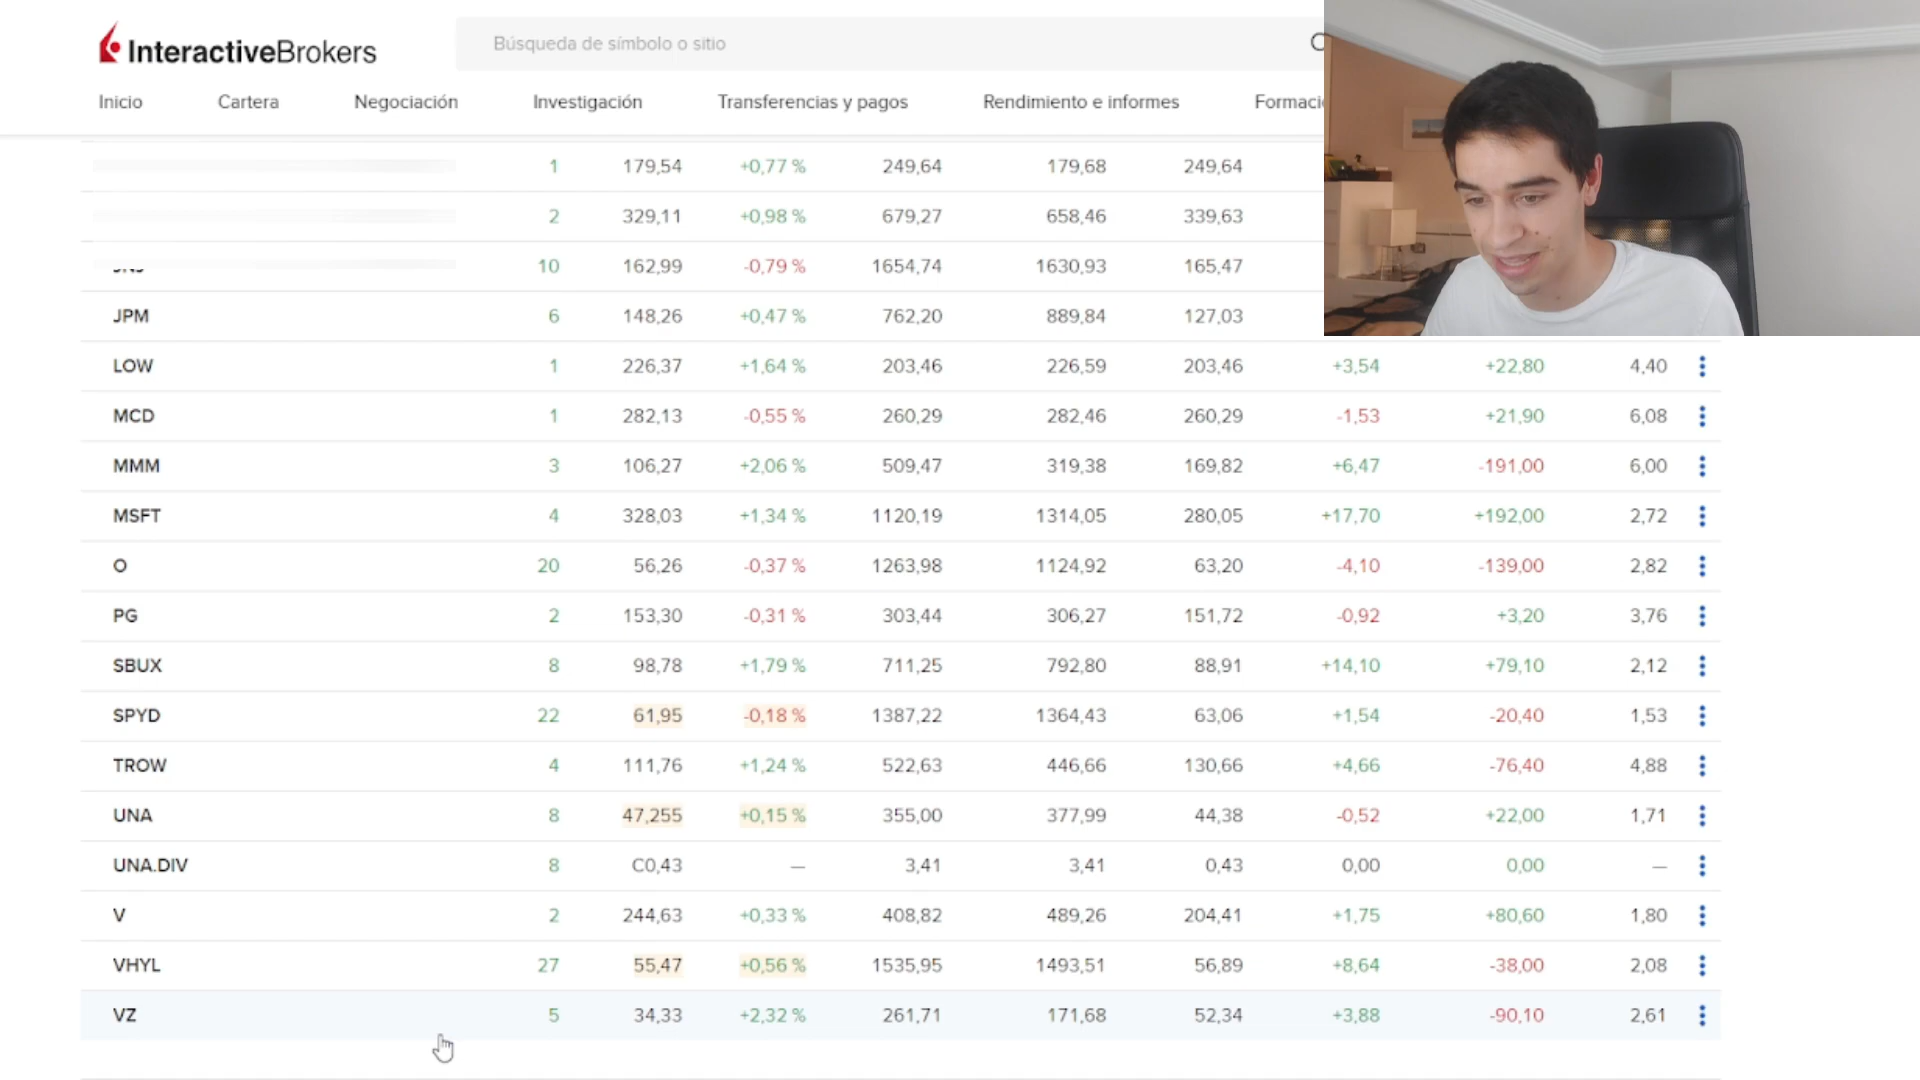 InteractiveBrokers
Búsqueda de símbolo o sitio
Inicio Cartera Negociación Investigación Transferencias y pagos Rendimiento e informes
1 179,54 +0,77 % 249,64 179,68 249,64
2 329,11 +0,98 % 679,27 658,46 339,63
10 162,99 -0,79 % 1654,74 1630,93 165,47
JPM 6 148,26 +0,47 % 762,20 889,84 127,03
LOW 1 226,37 +1,64 % 203,46 226,59 203,46 +3,54 +22,80 4,40
MCD 1 282,13 -0,55 % 260,29 282,46 260,29 -1,53 +21,90 6,08
MMM 3 106,27 +2,06 % 509,47 319,38 169,82 +6,47 -191,00 6,00
MSFT 4 328,03 +1,34 % 1120,19 1314,05 280,05 +17,70 +192,00 2,72
O 20 56,26 -0,37 % 1263,98 1124,92 63,20 -4,10 -139,00 2,82
PG 2 153,30 -0,31 % 303,44 306,27 151,72 -0,92 +3,20 3,76
SBUX 8 98,78 +1,79 % 711,25 792,80 88,91 +14,10 +79,10 2,12
SPYD 22 61,95 -0,18 % 1387,22 1364,43 63,06 +1,54 -20,40 1,53
TROW 4 111,76 +1,24 % 522,63 446,66 130,66 +4,66 -76,40 4,88
UNA 8 47,255 +0,15 % 355,00 377,99 44,38 -0,52 +22,00 1,71
UNA.DIV 8 C0,43 — 3,41 3,41 0,43 0,00 0,00 —
V 2 244,63 +0,33 % 408,82 489,26 204,41 +1,75 +80,60 1,80
VHYL 27 55,47 +0,56 % 1535,95 1493,51 56,89 +8,64 -38,00 2,08
VZ 5 34,33 +2,32 % 261,71 171,68 52,34 +3,88 -90,10 2,61